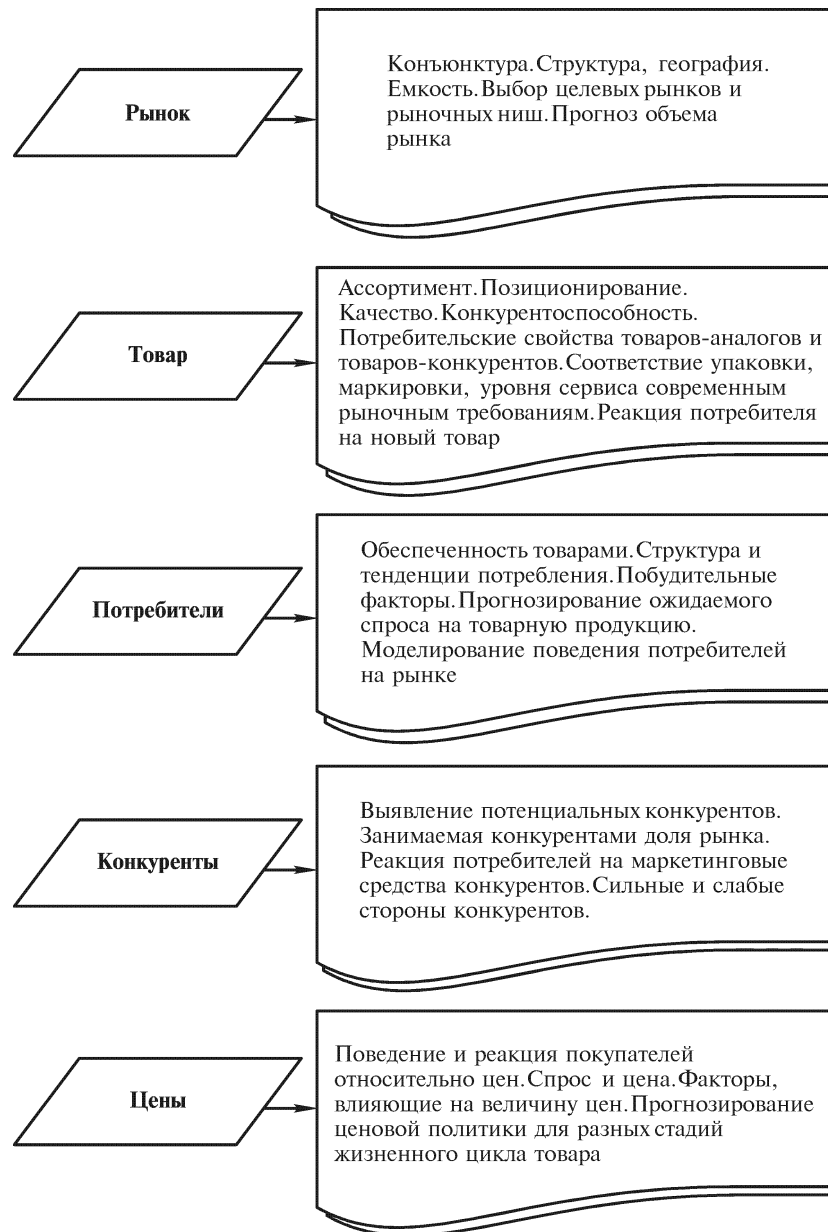 Рынок
Конъюнктура. Структура, география.
Емкость. Выбор целевых рынков и
рыночных ниш. Прогноз объема
рынка
Товар
Ассортимент. Позиционирование.
Качество. Конкурентоспособность.
Потребительские свойства товаров-аналогов и
товаров-конкурентов. Соответствие упаковки,
маркировки, уровня сервиса современным
рыночным требованиям. Реакция потребителя
на новый товар
Потребители
Обеспеченность товарами. Структура и
тенденции потребления. Побудительные
факторы. Прогнозирование ожидаемого
спроса на товарную продукцию.
Моделирование поведения потребителей
на рынке
Конкуренты
Выявление потенциальных конкурентов.
Занимаемая конкурентами доля рынка.
Реакция потребителей на маркетинговые
средства конкурентов. Сильные и слабые
стороны конкурентов.
Цены
Поведение и реакция покупателей
относительно цен. Спрос и цена. Факторы,
влияющие на величину цен. Прогнозирование
ценовой политики для разных стадий
жизненного цикла товара